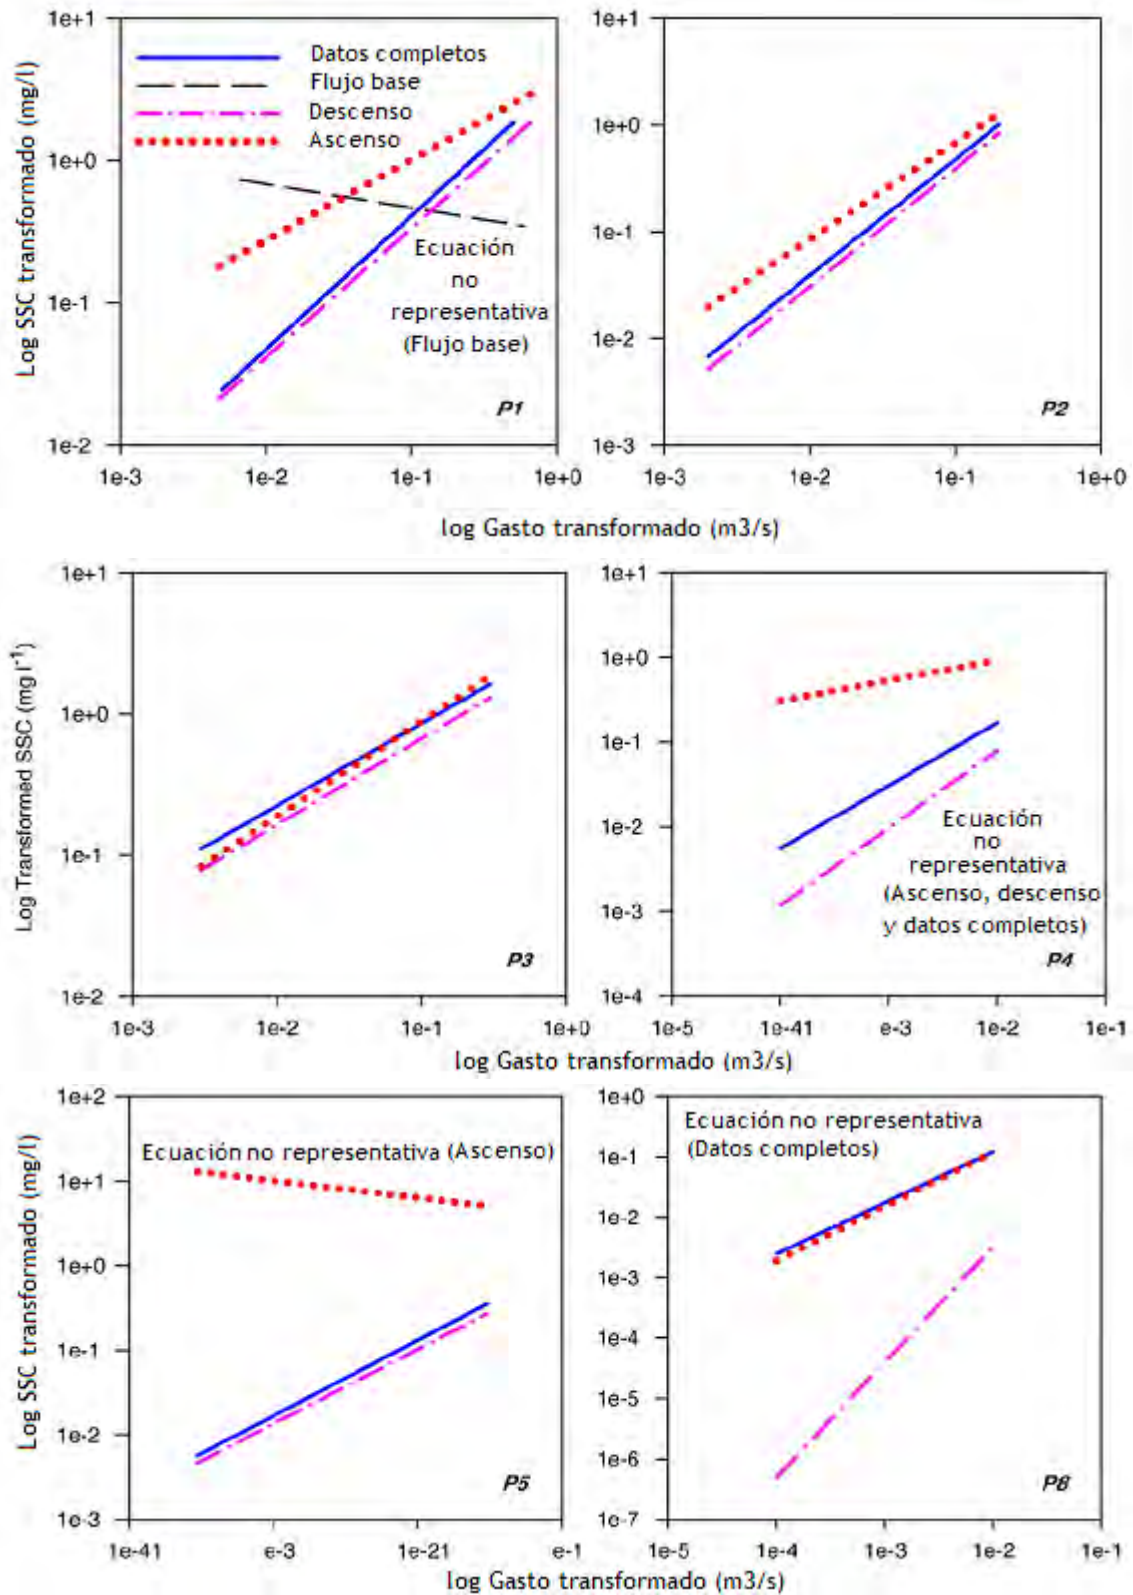 1e+1
1e+0
1e-1
1e-2
Log SSC transformado (mg/l)
Datos completos
Flujo base
Descenso
Ascenso
Ecuación
no
representativa
(Flujo base)
P1
1e-3 1e-2 1e-1 1e+0
1e+1
1e+0
1e-1
1e-2
1e-3
P2
1e-3 1e-2 1e-1 1e+0
log Gasto transformado (m3/s)
1e+1
1e+0
1e-1
1e-2
Log Transformed SSC (mg l⁻¹)
P3
1e-3 1e-2 1e-1 1e+0
1e+1
1e+0
1e-1
1e-2
1e-3
1e-4
Ecuación
no
representativa
(Ascenso, descenso
y datos completos)
P4
1e-5 1e-41 e-3 1e-2 1e-1
log Gasto transformado (m3/s)
1e+2
1e+1
1e+0
1e-1
1e-2
1e-3
Log SSC transformado (mg/l)
Ecuación no representativa (Ascenso)
P5
1e-41 e-3 1e-21 e-1
1e+0
1e-1
1e-2
1e-3
1e-4
1e-5
1e-6
1e-7
Ecuación no representativa
(Datos completos)
P6
1e-5 1e-4 1e-3 1e-2 1e-1
log Gasto transformado (m3/s)